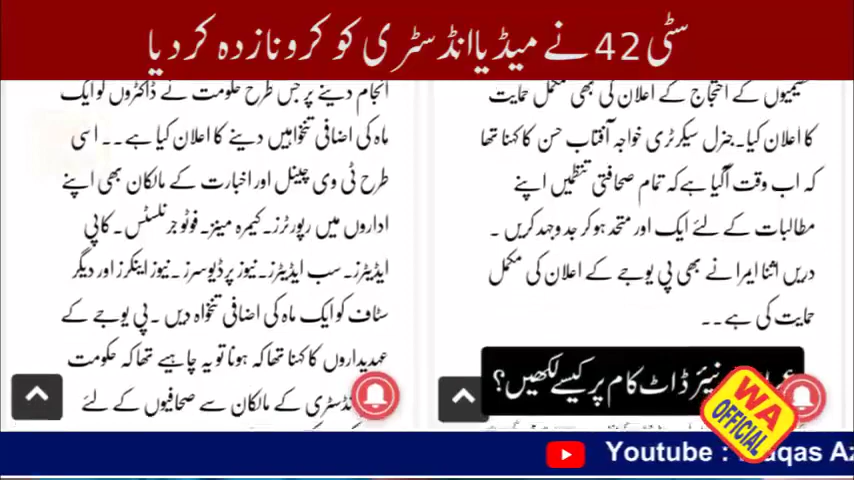 سٹی 42 نے میڈیا انڈسٹری کو کرونا زدہ کر دیا
کے احتجاج کے اعلان کی بھی مکمل حمایت
کا اعلان کیا۔ جنرل سیکرٹری خواجہ آفتاب حسن کا کہنا تھا
کہ اب وقت آگیا ہے کہ تمام صحافتی تنظمیں اپنے
مطالبات کے لئے ایک اور متحد ہو کر جدوجہد کریں۔
دریں اثنا ایمرا نے بھی پی یو جے کے اعلان کی مکمل
حمایت کی ہے۔۔
ڈاٹ کام پر کیسے لکھیں؟
انجام دینے پر جس طرح حکومت نے ڈاکٹروں کو ایک
ماہ کی اضافی تنخواہیں دینے کا اعلان کیا ہے۔۔ اسی
طرح ٹی وی چینل اور اخبارت کے مالکان بھی اپنے
اداروں میں رپورٹرز۔ کیمرہ مینز۔ فوٹو جرنلسٹس۔ کاپی
ایڈیٹرز۔ سب ایڈیٹرز۔ نیوز پرڈیوسرز۔ نیوز اینکرز اور دیگر
سٹاف کو ایک ماہ کی اضافی تنخواہ دیں۔ پی یو جے کے
عہدیداروں کا کہنا تھا کہ ہونا تو یہ چاہیے تھا کہ حکومت
کے مالکان سے صحافیوں کے لئے
WA
OFFICIAL
Youtube :